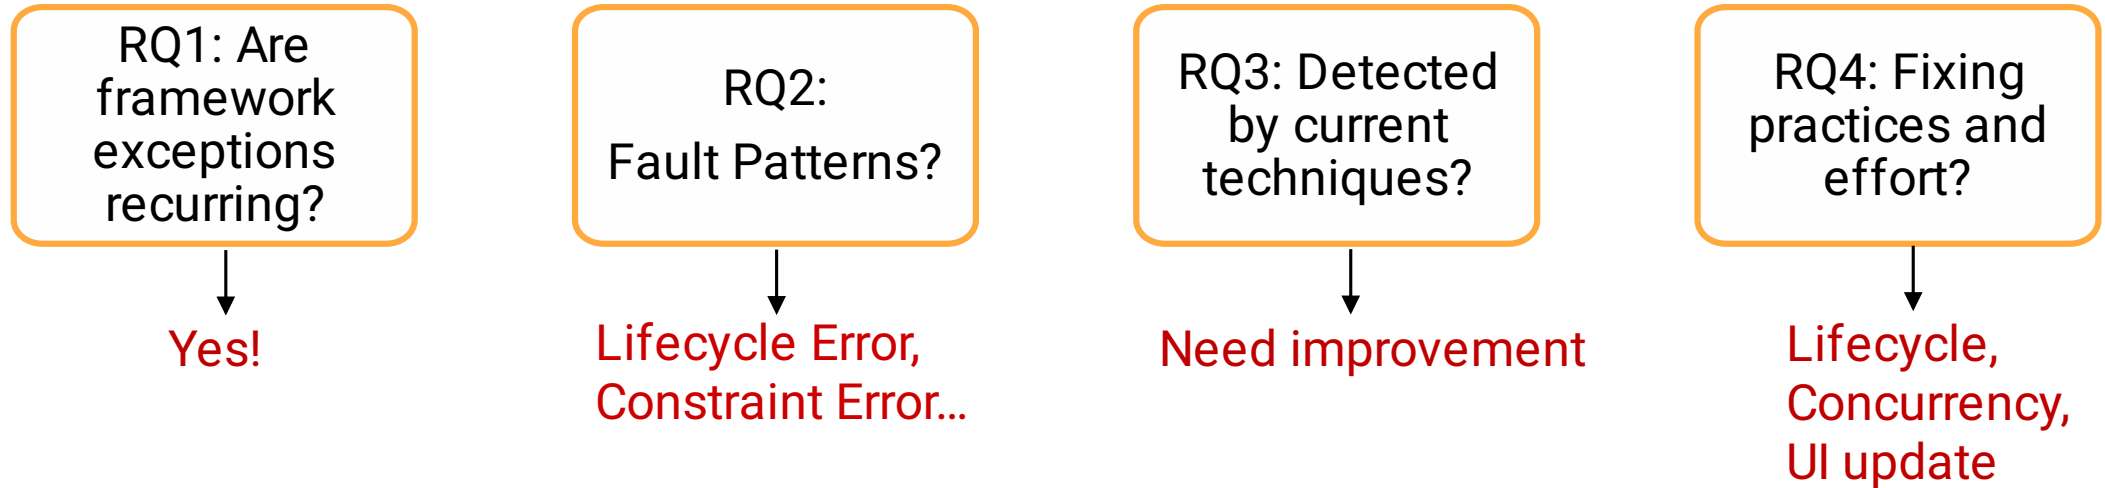 RQ1: Are
framework
exceptions
recurring?
Yes!
RQ2:
Fault Patterns?
Lifecycle Error,
Constraint Error…
RQ3: Detected
by current
techniques?
Need improvement
RQ4: Fixing
practices and
effort?
Lifecycle,
Concurrency,
UI update